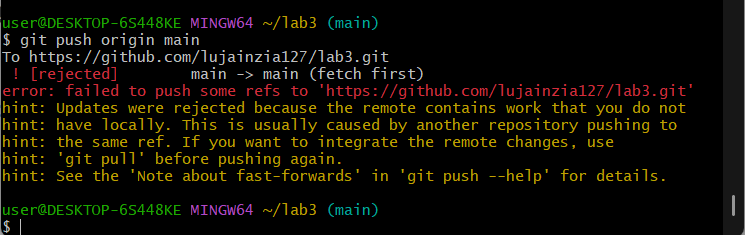 user@DESKTOP-6S448KE MINGW64 ~/lab3 (main)
$ git push origin main
To https://github.com/lujainzia127/lab3.git
 ! [rejected]        main -> main (fetch first)
error: failed to push some refs to 'https://github.com/lujainzia127/lab3.git'
hint: Updates were rejected because the remote contains work that you do not
hint: have locally. This is usually caused by another repository pushing to
hint: the same ref. If you want to integrate the remote changes, use
hint: 'git pull' before pushing again.
hint: See the 'Note about fast-forwards' in 'git push --help' for details.
user@DESKTOP-6S448KE MINGW64 ~/lab3 (main)
$